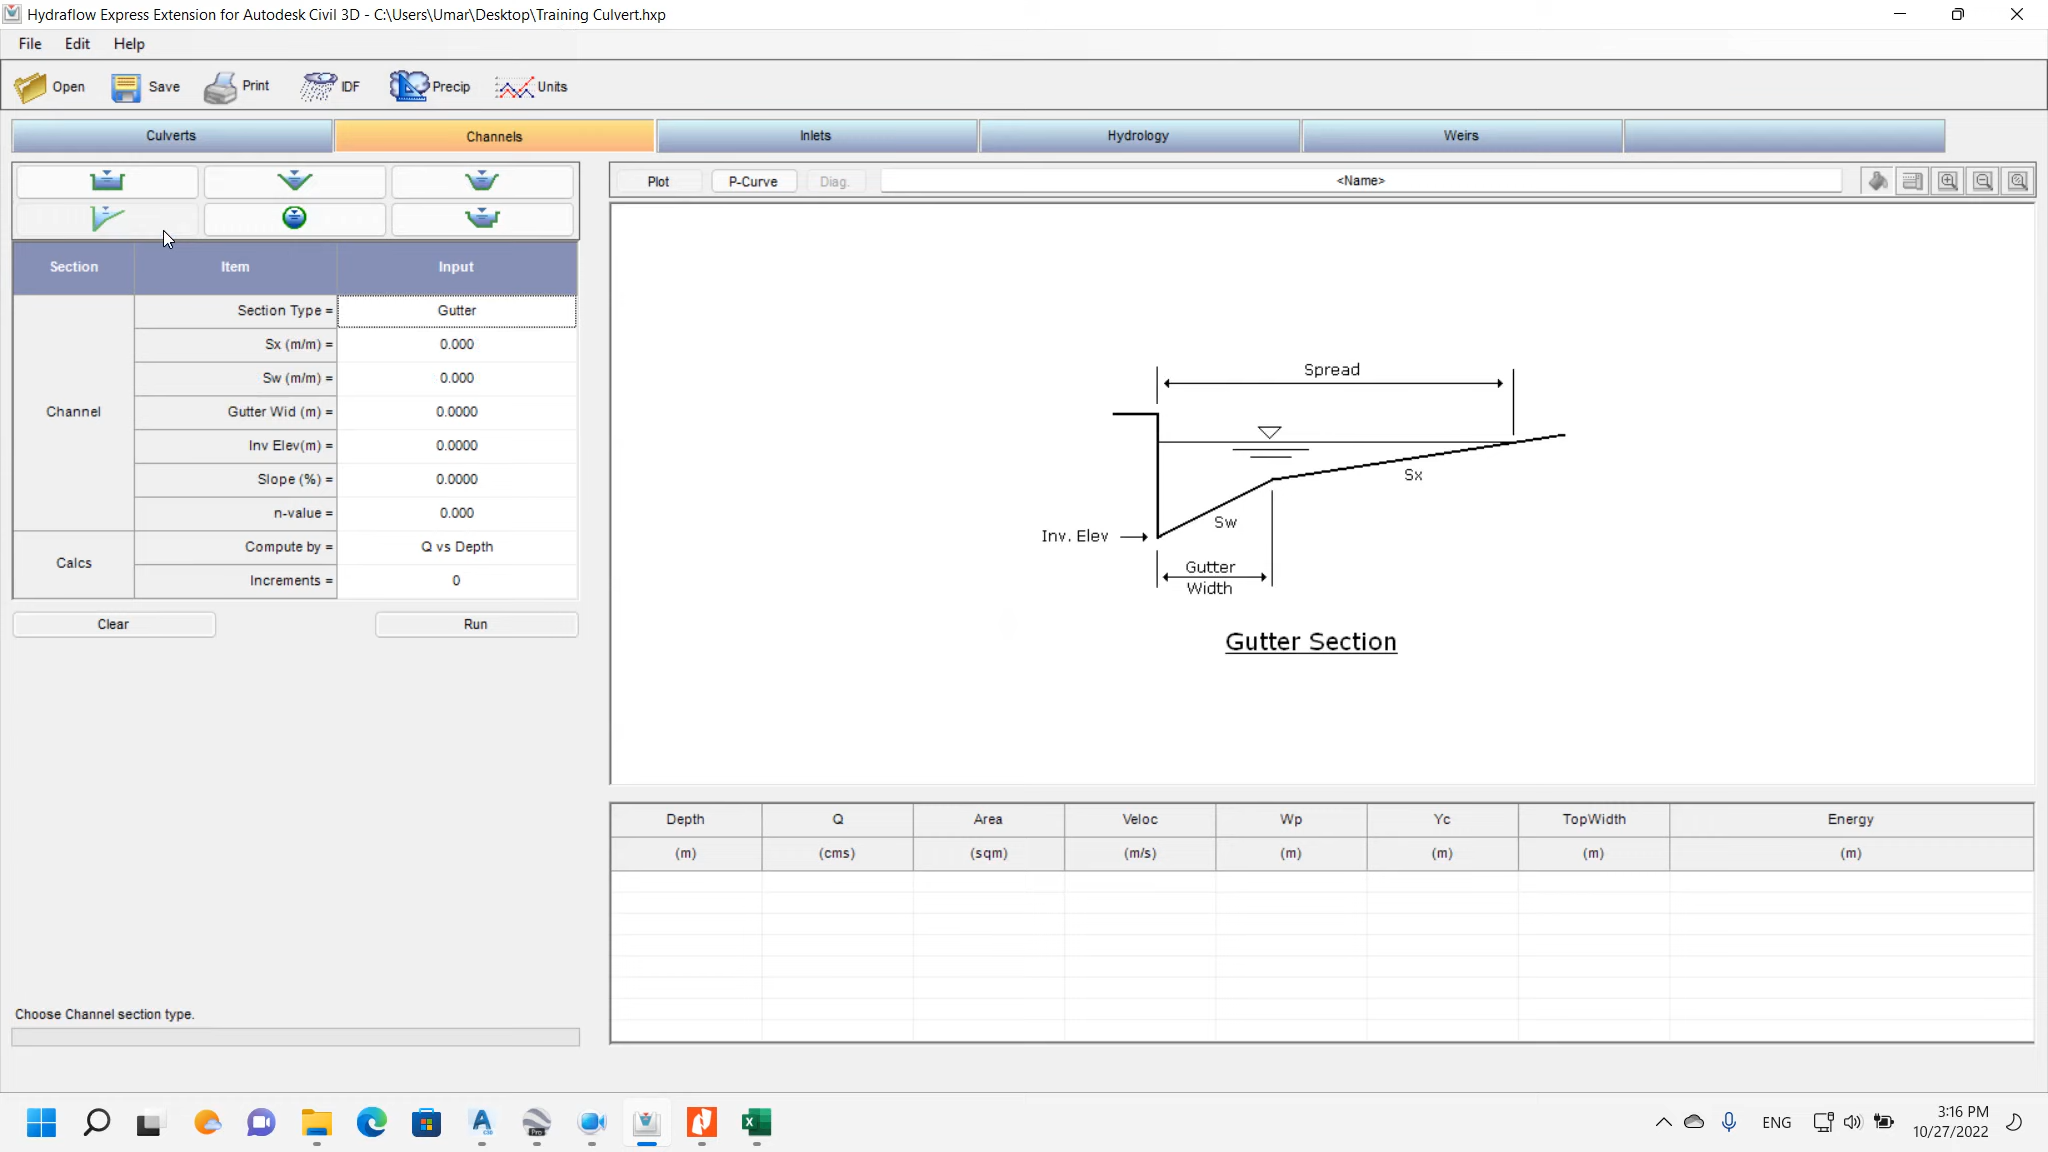 Hydraflow Express Extension for Autodesk Civil 3D - C:\Users\Umar\Desktop\Training Culvert.hxp
File Edit Help
Open Save Print IDF Precip Units
Culverts Channels Inlets Hydrology Weirs
Plot P-Curve Diag. <Name>
Section Item Input
Section Type = Gutter
Sx (m/m) = 0.000
Sw (m/m) = 0.000
Channel Gutter Wid (m) = 0.0000
Inv Elev(m) = 0.0000
Slope (%) = 0.0000
n-value = 0.000
Calcs
Compute by = Q vs Depth
Increments = 0
Clear Run
Spread
Sx
Sw
Inv. Elev
Gutter
Width
Gutter Section
Depth Q Area Veloc Wp Yc TopWidth Energy
(m) (cms) (sqm) (m/s) (m) (m) (m) (m)
Choose Channel section type.
Pro
ENG
3:16 PM
10/27/2022